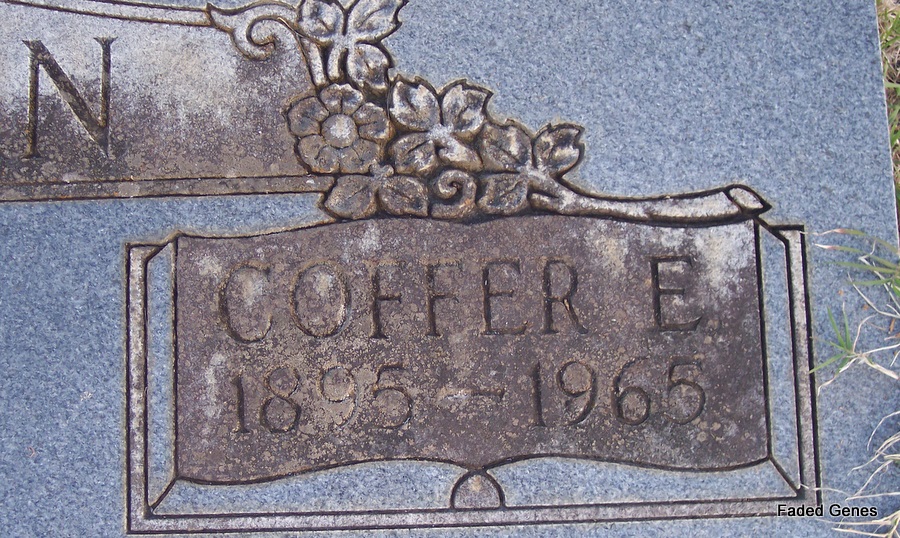 N
COFFER E.
1895 – 1965
Faded Genes